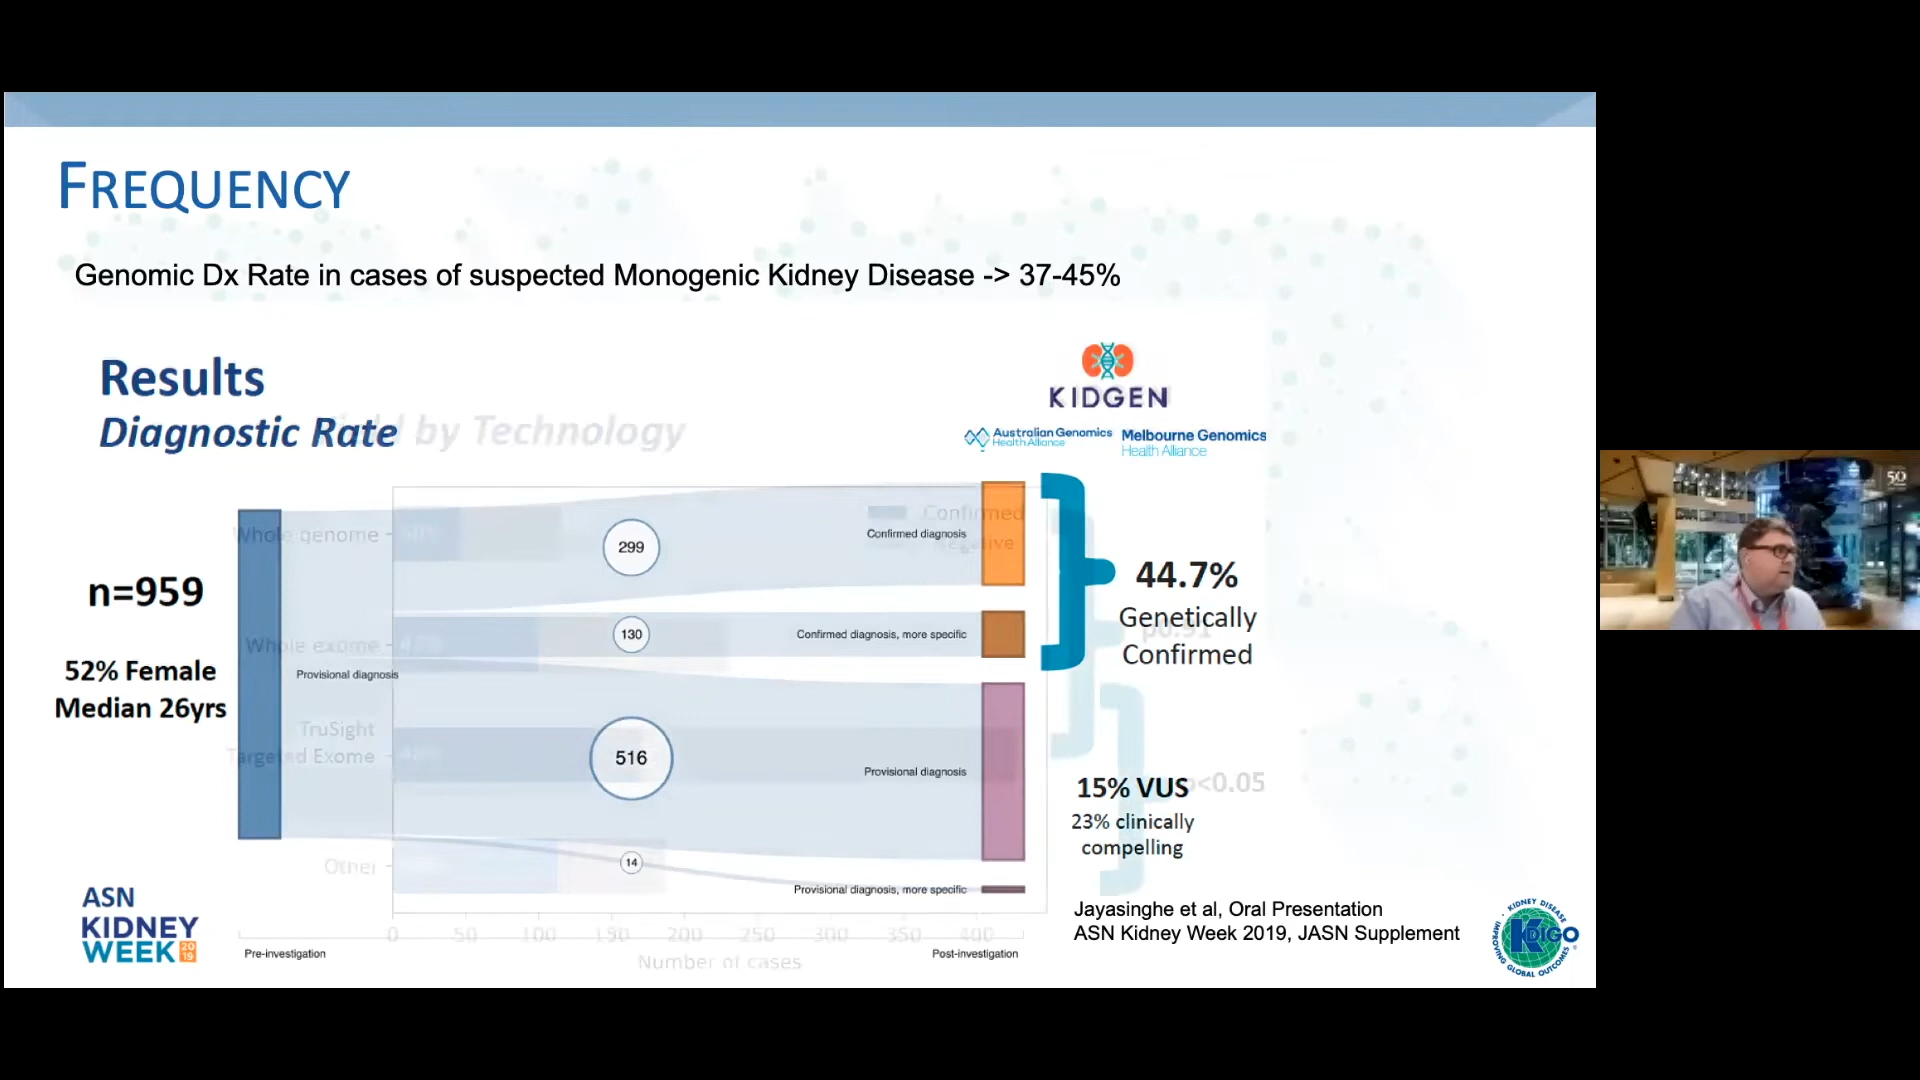 FREQUENCY
Genomic Dx Rate in cases of suspected Monogenic Kidney Disease -> 37-45%
Results
Diagnostic Rate
by Technology
KIDGEN
Australian Genomics
Health Alliance
Melbourne Genomics
Health Alliance
n=959
52% Female
Median 26yrs
Whole genome
Whole exome
TruSight
Targeted Exome
Other
Provisional diagnosis
299
130
516
14
Confirmed
Confirmed diagnosis
Confirmed diagnosis, more specific
Provisional diagnosis
Provisional diagnosis, more specific
44.7%
Genetically
Confirmed
15% VUS
p<0.05
23% clinically
compelling
0 50 100 150 200 250 300 350 400
Number of cases
Pre-investigation
Post-investigation
ASN
KIDNEY
WEEK 2019
Jayasinghe et al, Oral Presentation
ASN Kidney Week 2019, JASN Supplement
KDIGO
KIDNEY DISEASE
IMPROVING GLOBAL OUTCOMES
50